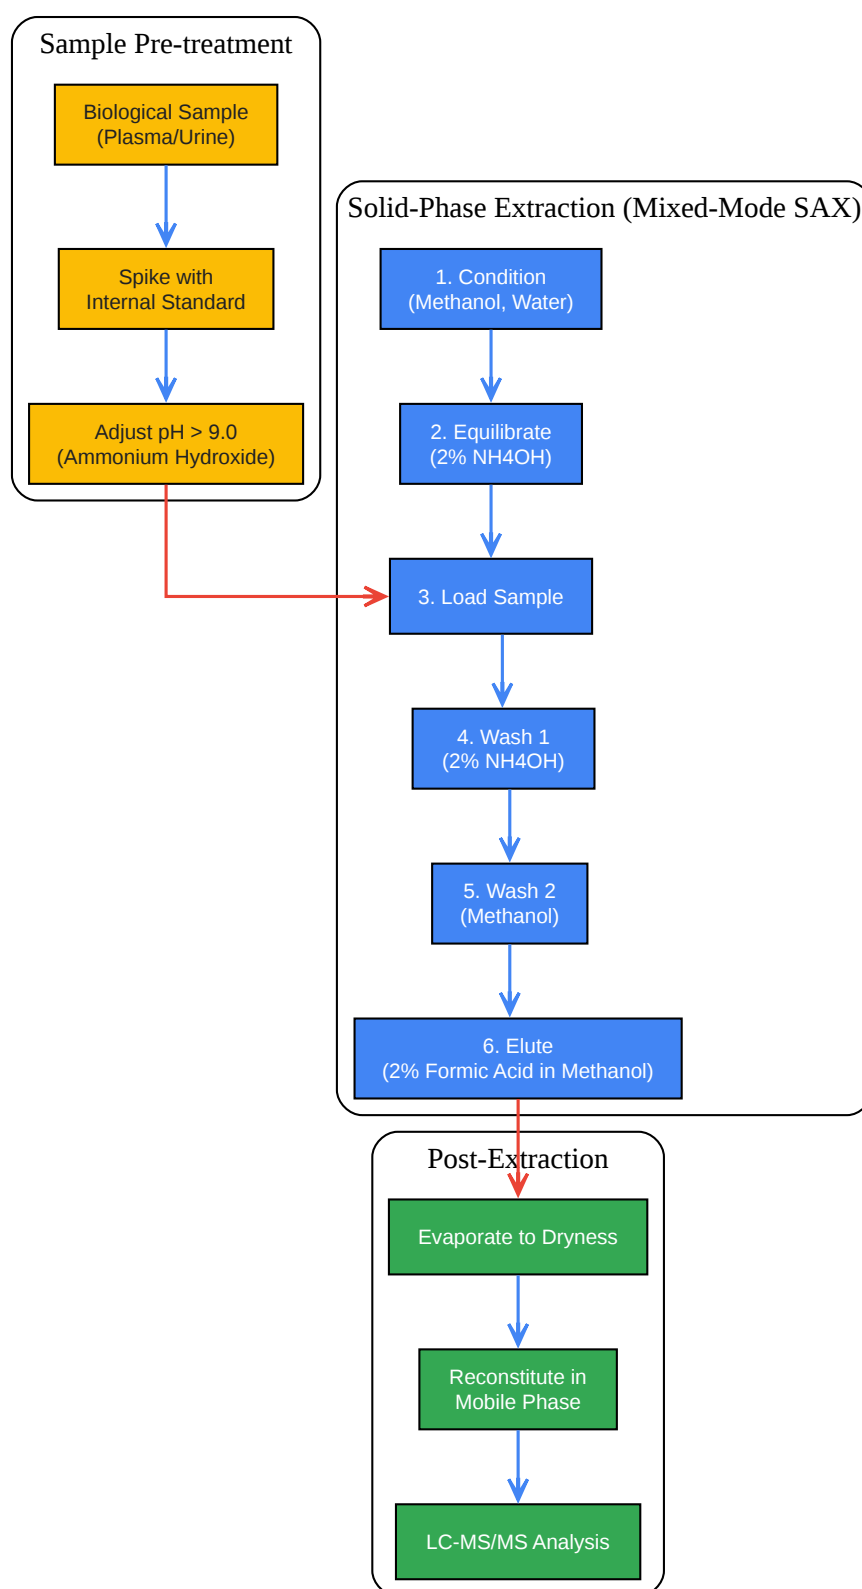 Sample Pre-treatment
Biological Sample
(Plasma/Urine)
Spike with
Internal Standard
Adjust pH > 9.0
(Ammonium Hydroxide)
Solid-Phase Extraction (Mixed-Mode SAX)
1. Condition
(Methanol, Water)
2. Equilibrate
(2% NH4OH)
3. Load Sample
4. Wash 1
(2% NH4OH)
5. Wash 2
(Methanol)
6. Elute
(2% Formic Acid in Methanol)
Post-Extraction
Evaporate to Dryness
Reconstitute in
Mobile Phase
LC-MS/MS Analysis